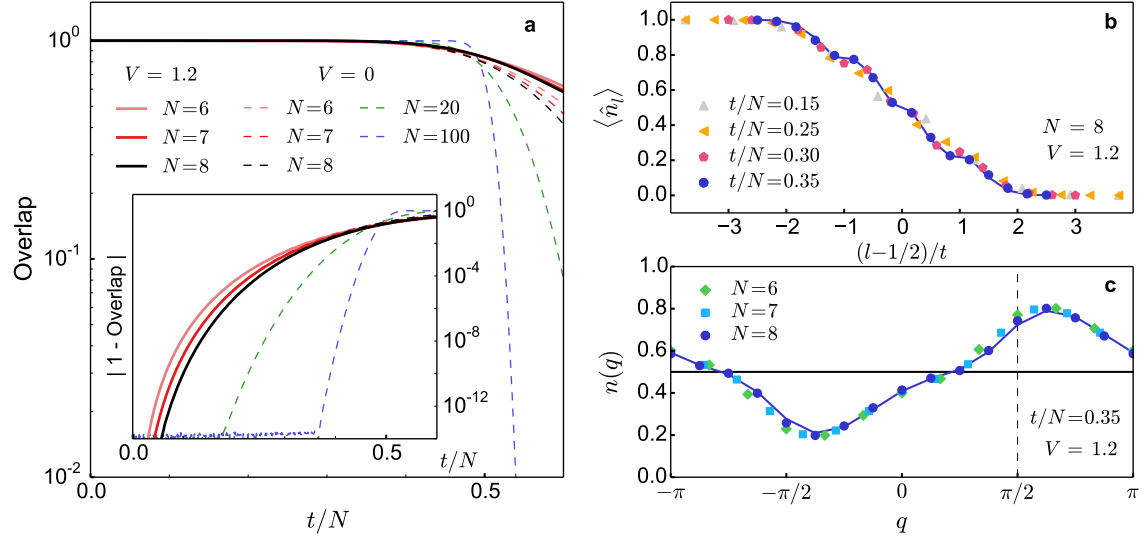 a
Overlap
10^0
10^{-1}
10^{-2}
V = 1.2
V = 0
N=6
N=6
N=20
N=7
N=7
N=100
N=8
N=8
| 1 - Overlap |
10^0
10^{-4}
10^{-8}
10^{-12}
0.0
0.5
t/N
0.0
0.5
t/N
b
⟨n̂_l⟩
1.0
0.8
0.6
0.4
0.2
0.0
t/N=0.15
t/N=0.25
t/N=0.30
t/N=0.35
N = 8
V = 1.2
−3
−2
−1
0
1
2
3
(l−1/2)/t
c
n(q)
1.0
0.8
0.6
0.4
0.2
0.0
N=6
N=7
N=8
t/N=0.35
V = 1.2
−π
−π/2
0
π/2
π
q